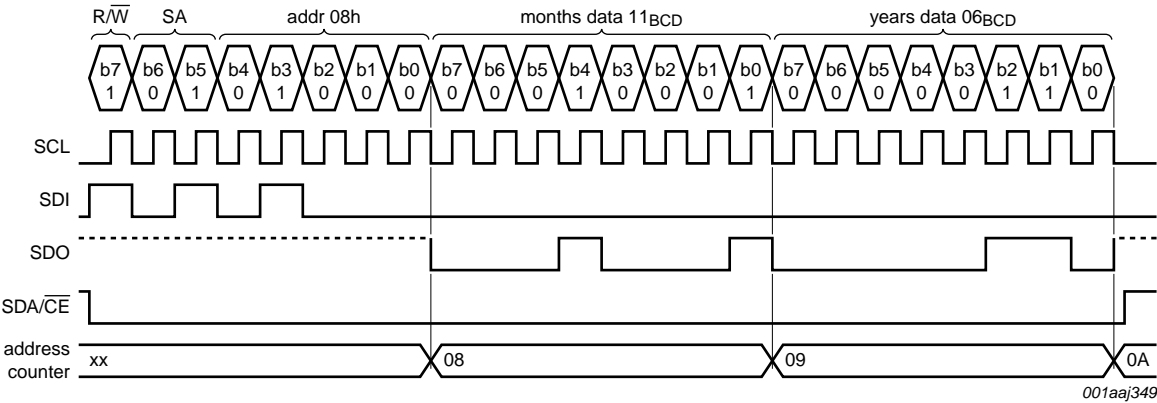 R/W SA addr 08h months data 11BCD years data 06BCD
b7 b6 b5 b4 b3 b2 b1 b0 b7 b6 b5 b4 b3 b2 b1 b0 b7 b6 b5 b4 b3 b2 b1 b0
1 0 1 0 1 0 0 0 0 0 0 1 0 0 0 1 0 0 0 0 0 1 1 0
SCL
SDI
SDO
SDA/CE
address
counter
xx 08 09 0A
001aaj349